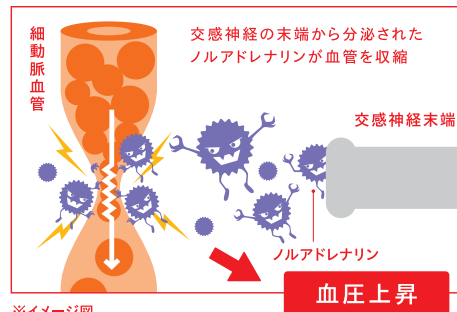 細動脈血管
交感神経の末端から分泌された
ノルアドレナリンが血管を収縮
交感神経末端
ノルアドレナリン
血圧上昇
※イメージ図